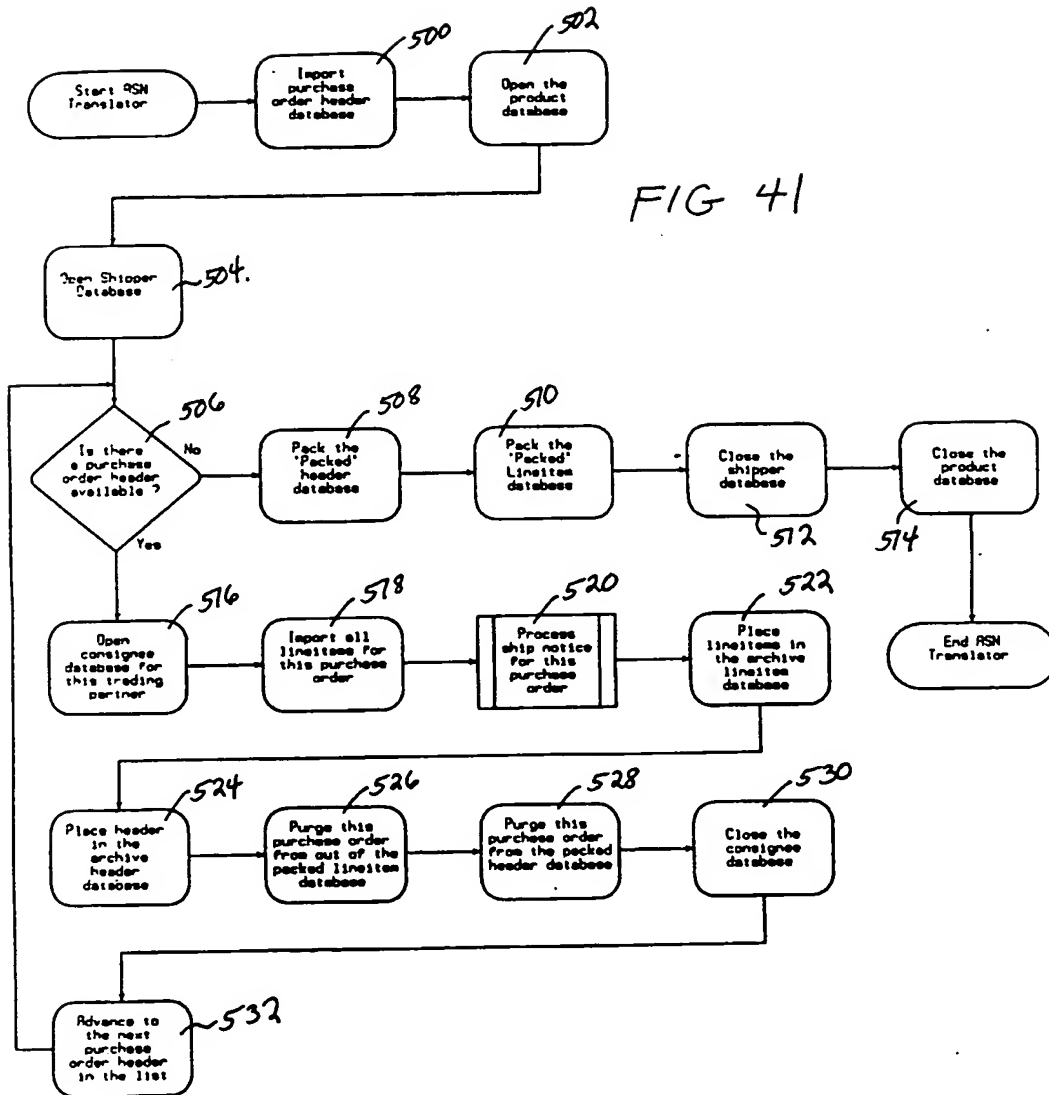 500
502
Start ASN
Translator
Import
purchase
order header
database
Open the
product
database
FIG 41
Open Shipper
Database
504.
506
508
510
Is there
a purchase
order header
available ?
No
Yes
Pack the
'Packed'
header
database
Pack the
'Packed'
Lineitem
database
Close the
shipper
database
Close the
product
database
512
514
516
518
520
522
Open
consignee
database for
this trading
partner
Import all
lineitems for
this purchase
order
Process
ship notice
for this
purchase
order
Place
lineitems in
the archive
lineitem
database
End ASN
Translator
524
526
528
530
Place header
in the
archive
header
database
Purge this
purchase order
from out of the
packed lineitem
database
Purge this
purchase order
from the packed
header database
Close the
consignee
database
532
Advance to
the next
purchase
order header
in the list